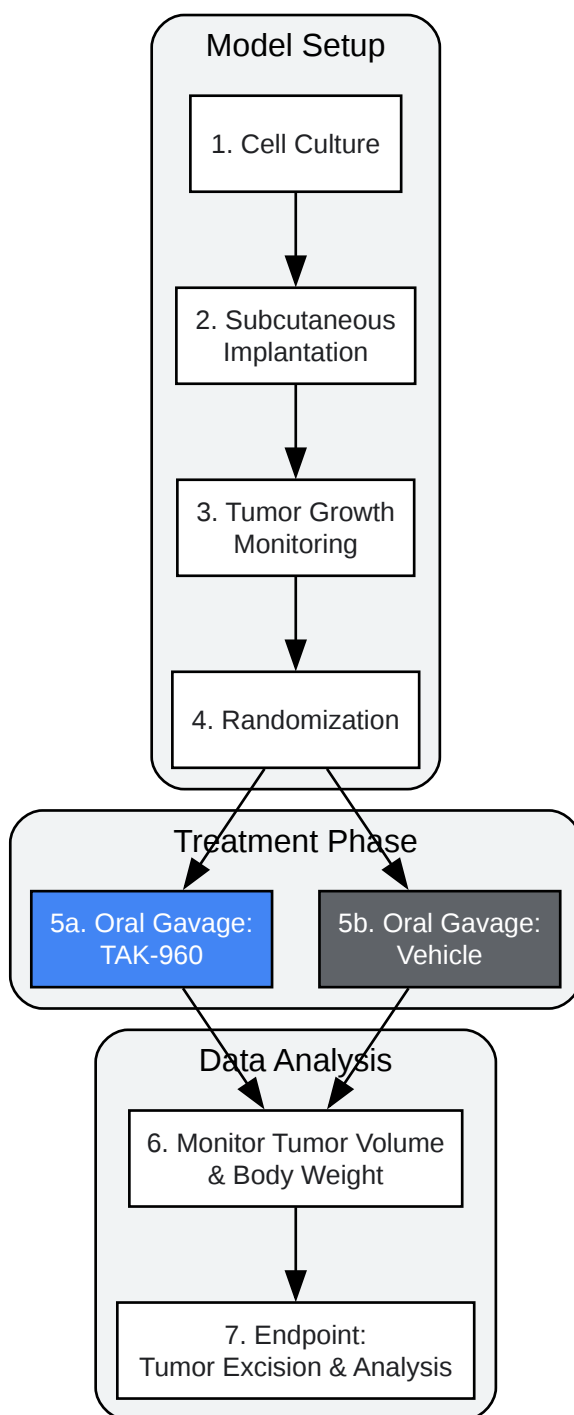 Model Setup
1. Cell Culture
2. Subcutaneous
Implantation
3. Tumor Growth
Monitoring
4. Randomization
Treatment Phase
5a. Oral Gavage:
TAK-960
5b. Oral Gavage:
Vehicle
Data Analysis
6. Monitor Tumor Volume
& Body Weight
7. Endpoint:
Tumor Excision & Analysis